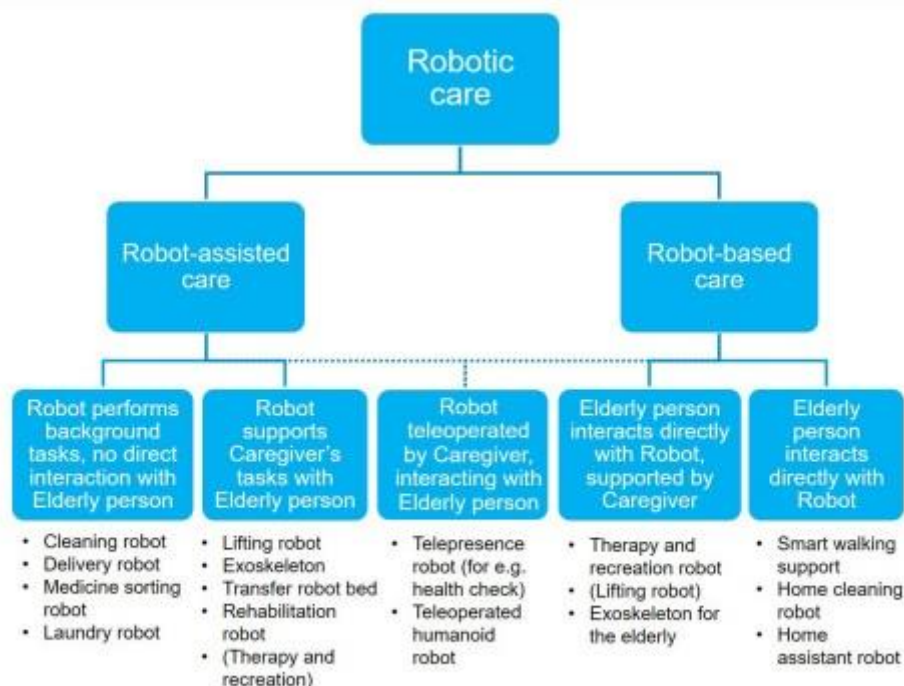 Robotic
care
Robot-assisted
care
Robot-based
care
Robot performs
background
tasks, no direct
interaction with
Elderly person
• Cleaning robot
• Delivery robot
• Medicine sorting
robot
• Laundry robot
Robot
supports
Caregiver's
tasks with
Elderly person
• Lifting robot
• Exoskeleton
• Transfer robot bed
• Rehabilitation
robot
• (Therapy and
recreation)
Robot
teleoperated
by Caregiver,
interacting with
Elderly person
• Telepresence
robot (for e.g.
health check)
• Teleoperated
humanoid
robot
Elderly person
interacts directly
with Robot,
supported by
Caregiver
• Therapy and
recreation robot
• (Lifting robot)
• Exoskeleton for
the elderly
Elderly
person
interacts
directly with
Robot
• Smart walking
support
• Home cleaning
robot
• Home
assistant robot